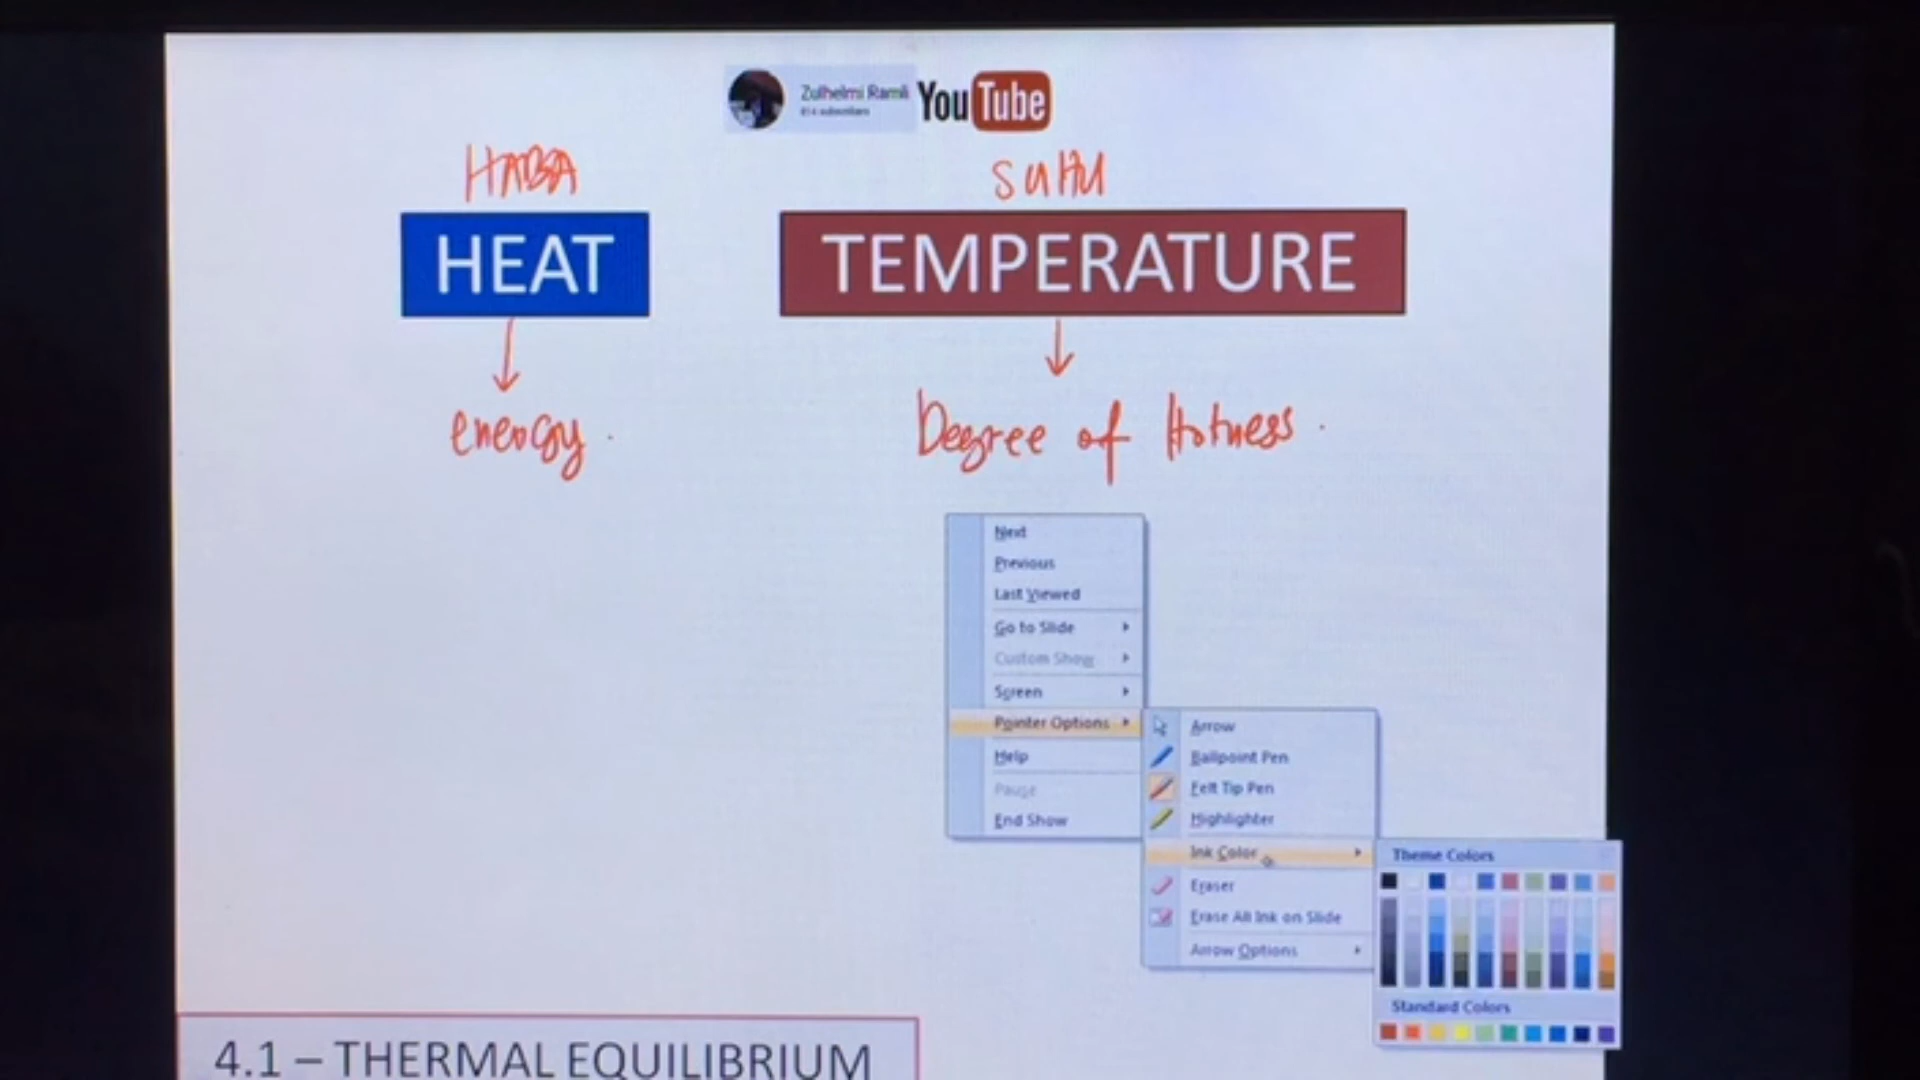 Zulhelmi Ramli
614 subscribers
YouTube
HABA
SUHU
HEAT
TEMPERATURE
energy.
Degree of Hotness.
Next
Previous
Last Viewed
Go to Slide
Custom Show
Screen
Pointer Options
Help
Pause
End Show
Arrow
Ballpoint Pen
Felt Tip Pen
Highlighter
Ink Color
Eraser
Erase All Ink on Slide
Arrow Options
Theme Colors
Standard Colors
4.1 – THERMAL EQUILIBRIUM